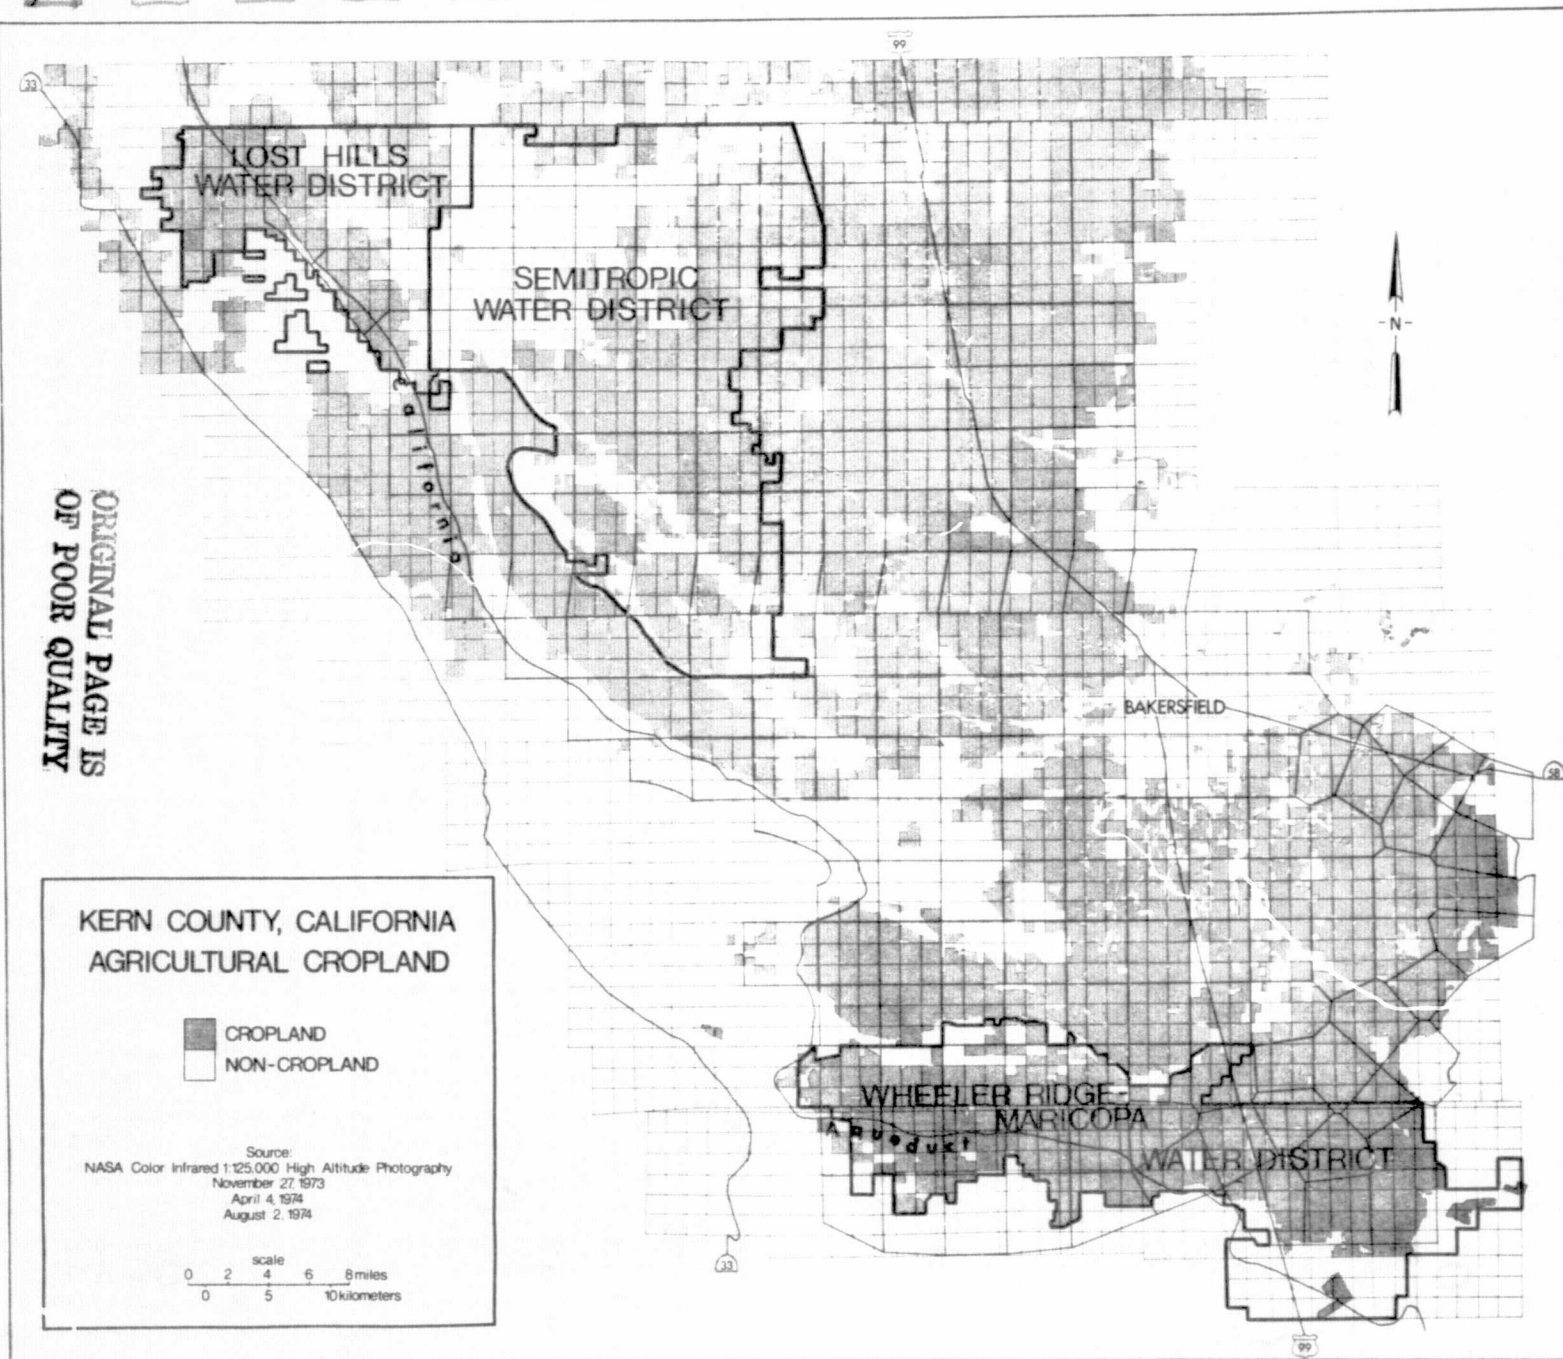 99
33
LOST HILLS
WATER DISTRICT
SEMITROPIC
WATER DISTRICT
N
California
ORIGINAL PAGE IS
OF POOR QUALITY
BAKERSFIELD
58
KERN COUNTY, CALIFORNIA
AGRICULTURAL CROPLAND
CROPLAND
NON-CROPLAND
Source:
NASA Color Infrared 1:125,000 High Altitude Photography
November 27, 1973
April 4, 1974
August 2, 1974
scale
0 2 4 6 8 miles
0 5 10 kilometers
WHEELER RIDGE-
MARICOPA
Aqueduct
WATER DISTRICT
33
99